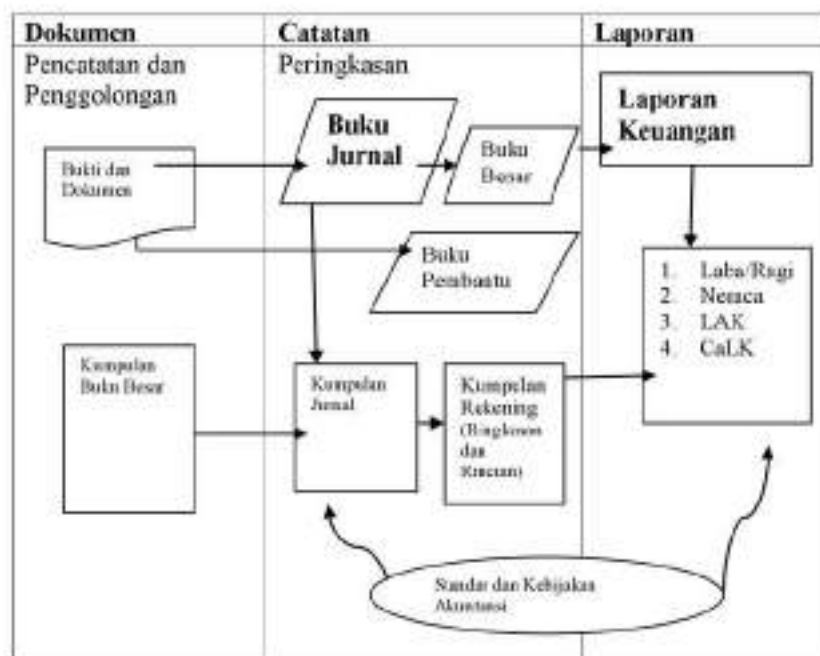 Dokumen
Catatan
Laporan
Pencatatan dan
Penggolongan
Peringkasan
Bukti dan
Dokumen
Buku
Jurnal
Buku
Besar
Laporan
Keuangan
Buku
Pembantu
1. Laba/Rugi
2. Neraca
3. LAK
4. CaLK
Kumpulan
Buku Besar
Kumpulan
Jurnal
Kumpulan
Rekening
(Ringkasan
dan
Rincian)
Standar dan Kebijakan
Akuntansi